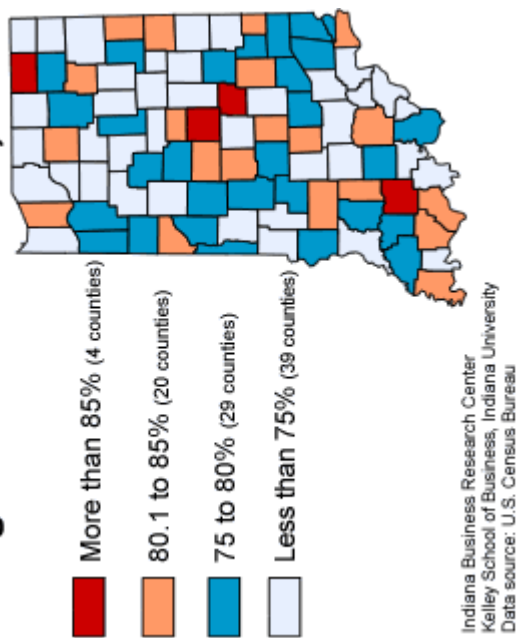 More than 85% (4 counties)
80.1 to 85% (20 counties)
75 to 80% (29 counties)
Less than 75% (39 counties)
Indiana Business Research Center
Kelley School of Business, Indiana University
Data source: U.S. Census Bureau